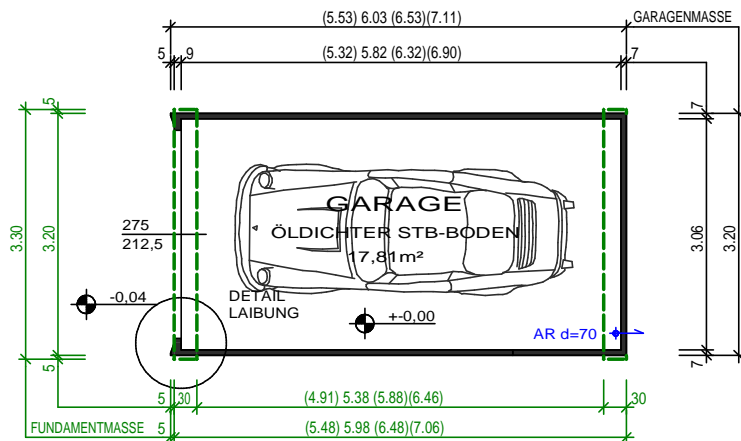 (5.53) 6.03 (6.53)(7.11)
GARAGENMASSE
5
9
(5.32) 5.82 (6.32)(6.90)
7
5
7
3.30
3.20
275
212,5
GARAGE
ÖLDICHTER STB-BODEN
17,81m²
3.06
3.20
-0,04
DETAIL
LAIBUNG
+-0,00
AR d=70
5
7
5
30
(4.91) 5.38 (5.88)(6.46)
30
FUNDAMENTMASSE
5
(5.48) 5.98 (6.48)(7.06)